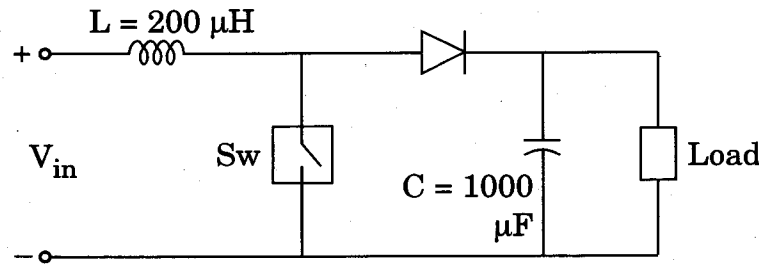 L = 200 μH
+
V_in
Sw
Load
C = 1000
μF
−